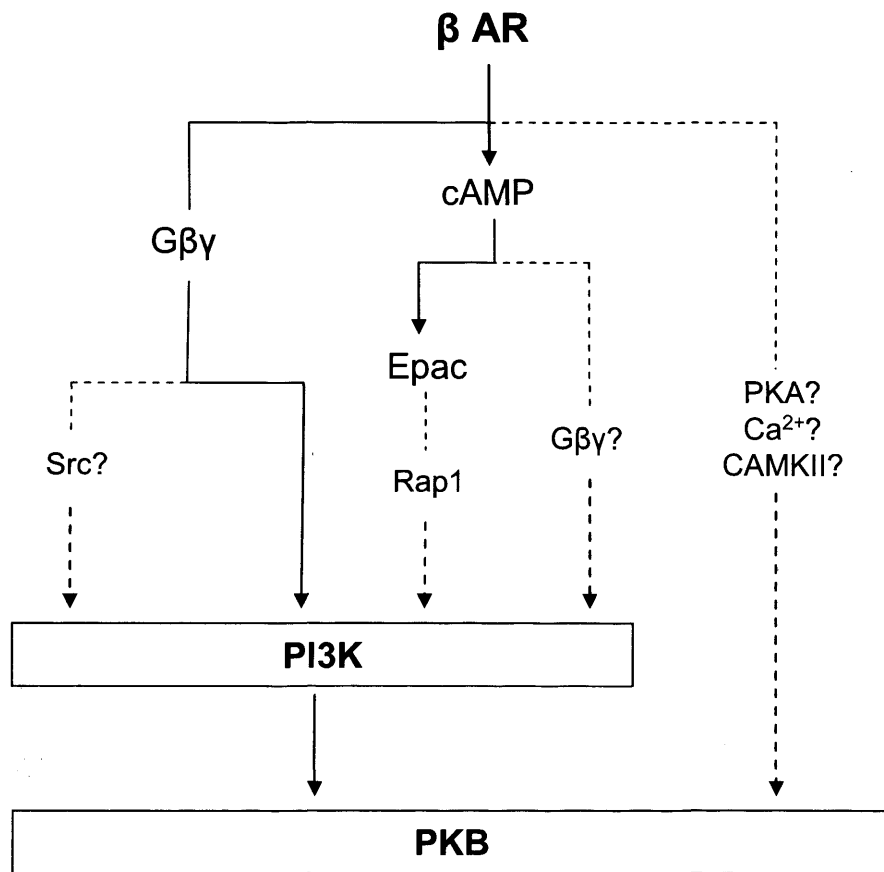 β AR
cAMP
Gβγ
Epac
PKA?
Ca²⁺?
CAMKII?
Gβγ?
Src?
Rap1
PI3K
PKB